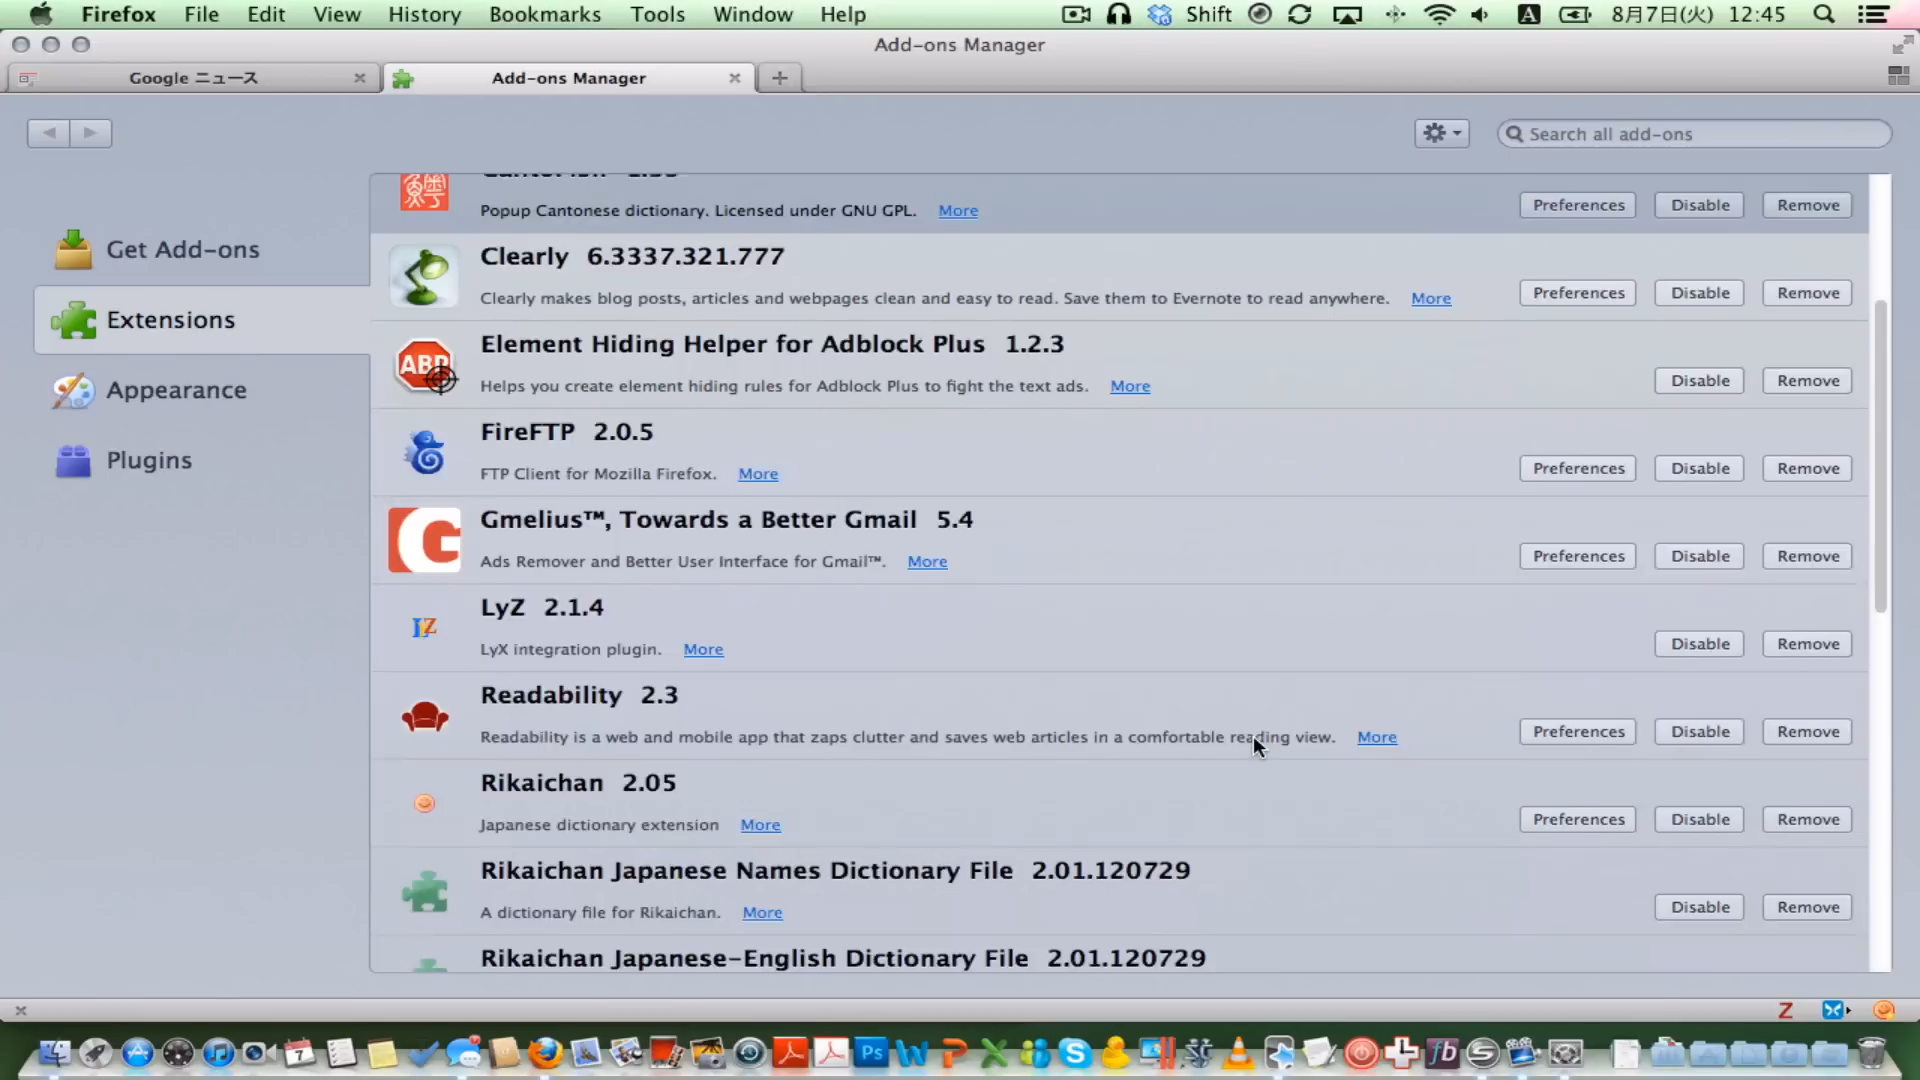 Firefox File Edit View History Bookmarks Tools Window Help Shift A 8月7日(火) 12:45
Add-ons Manager
Google ニュース Add-ons Manager
Search all add-ons
Get Add-ons
Extensions
Appearance
Plugins
Popup Cantonese dictionary. Licensed under GNU GPL. More Preferences Disable Remove
Clearly 6.3337.321.777
Clearly makes blog posts, articles and webpages clean and easy to read. Save them to Evernote to read anywhere. More Preferences Disable Remove
ABP
Element Hiding Helper for Adblock Plus 1.2.3
Helps you create element hiding rules for Adblock Plus to fight the text ads. More Disable Remove
FireFTP 2.0.5
FTP Client for Mozilla Firefox. More Preferences Disable Remove
G
Gmelius™, Towards a Better Gmail 5.4
Ads Remover and Better User Interface for Gmail™. More Preferences Disable Remove
LyZ 2.1.4
LyX integration plugin. More Disable Remove
Readability 2.3
Readability is a web and mobile app that zaps clutter and saves web articles in a comfortable reading view. More Preferences Disable Remove
Rikaichan 2.05
Japanese dictionary extension More Preferences Disable Remove
Rikaichan Japanese Names Dictionary File 2.01.120729
A dictionary file for Rikaichan. More Disable Remove
Rikaichan Japanese-English Dictionary File 2.01.120729
Z
7 Ps W P X S fb S